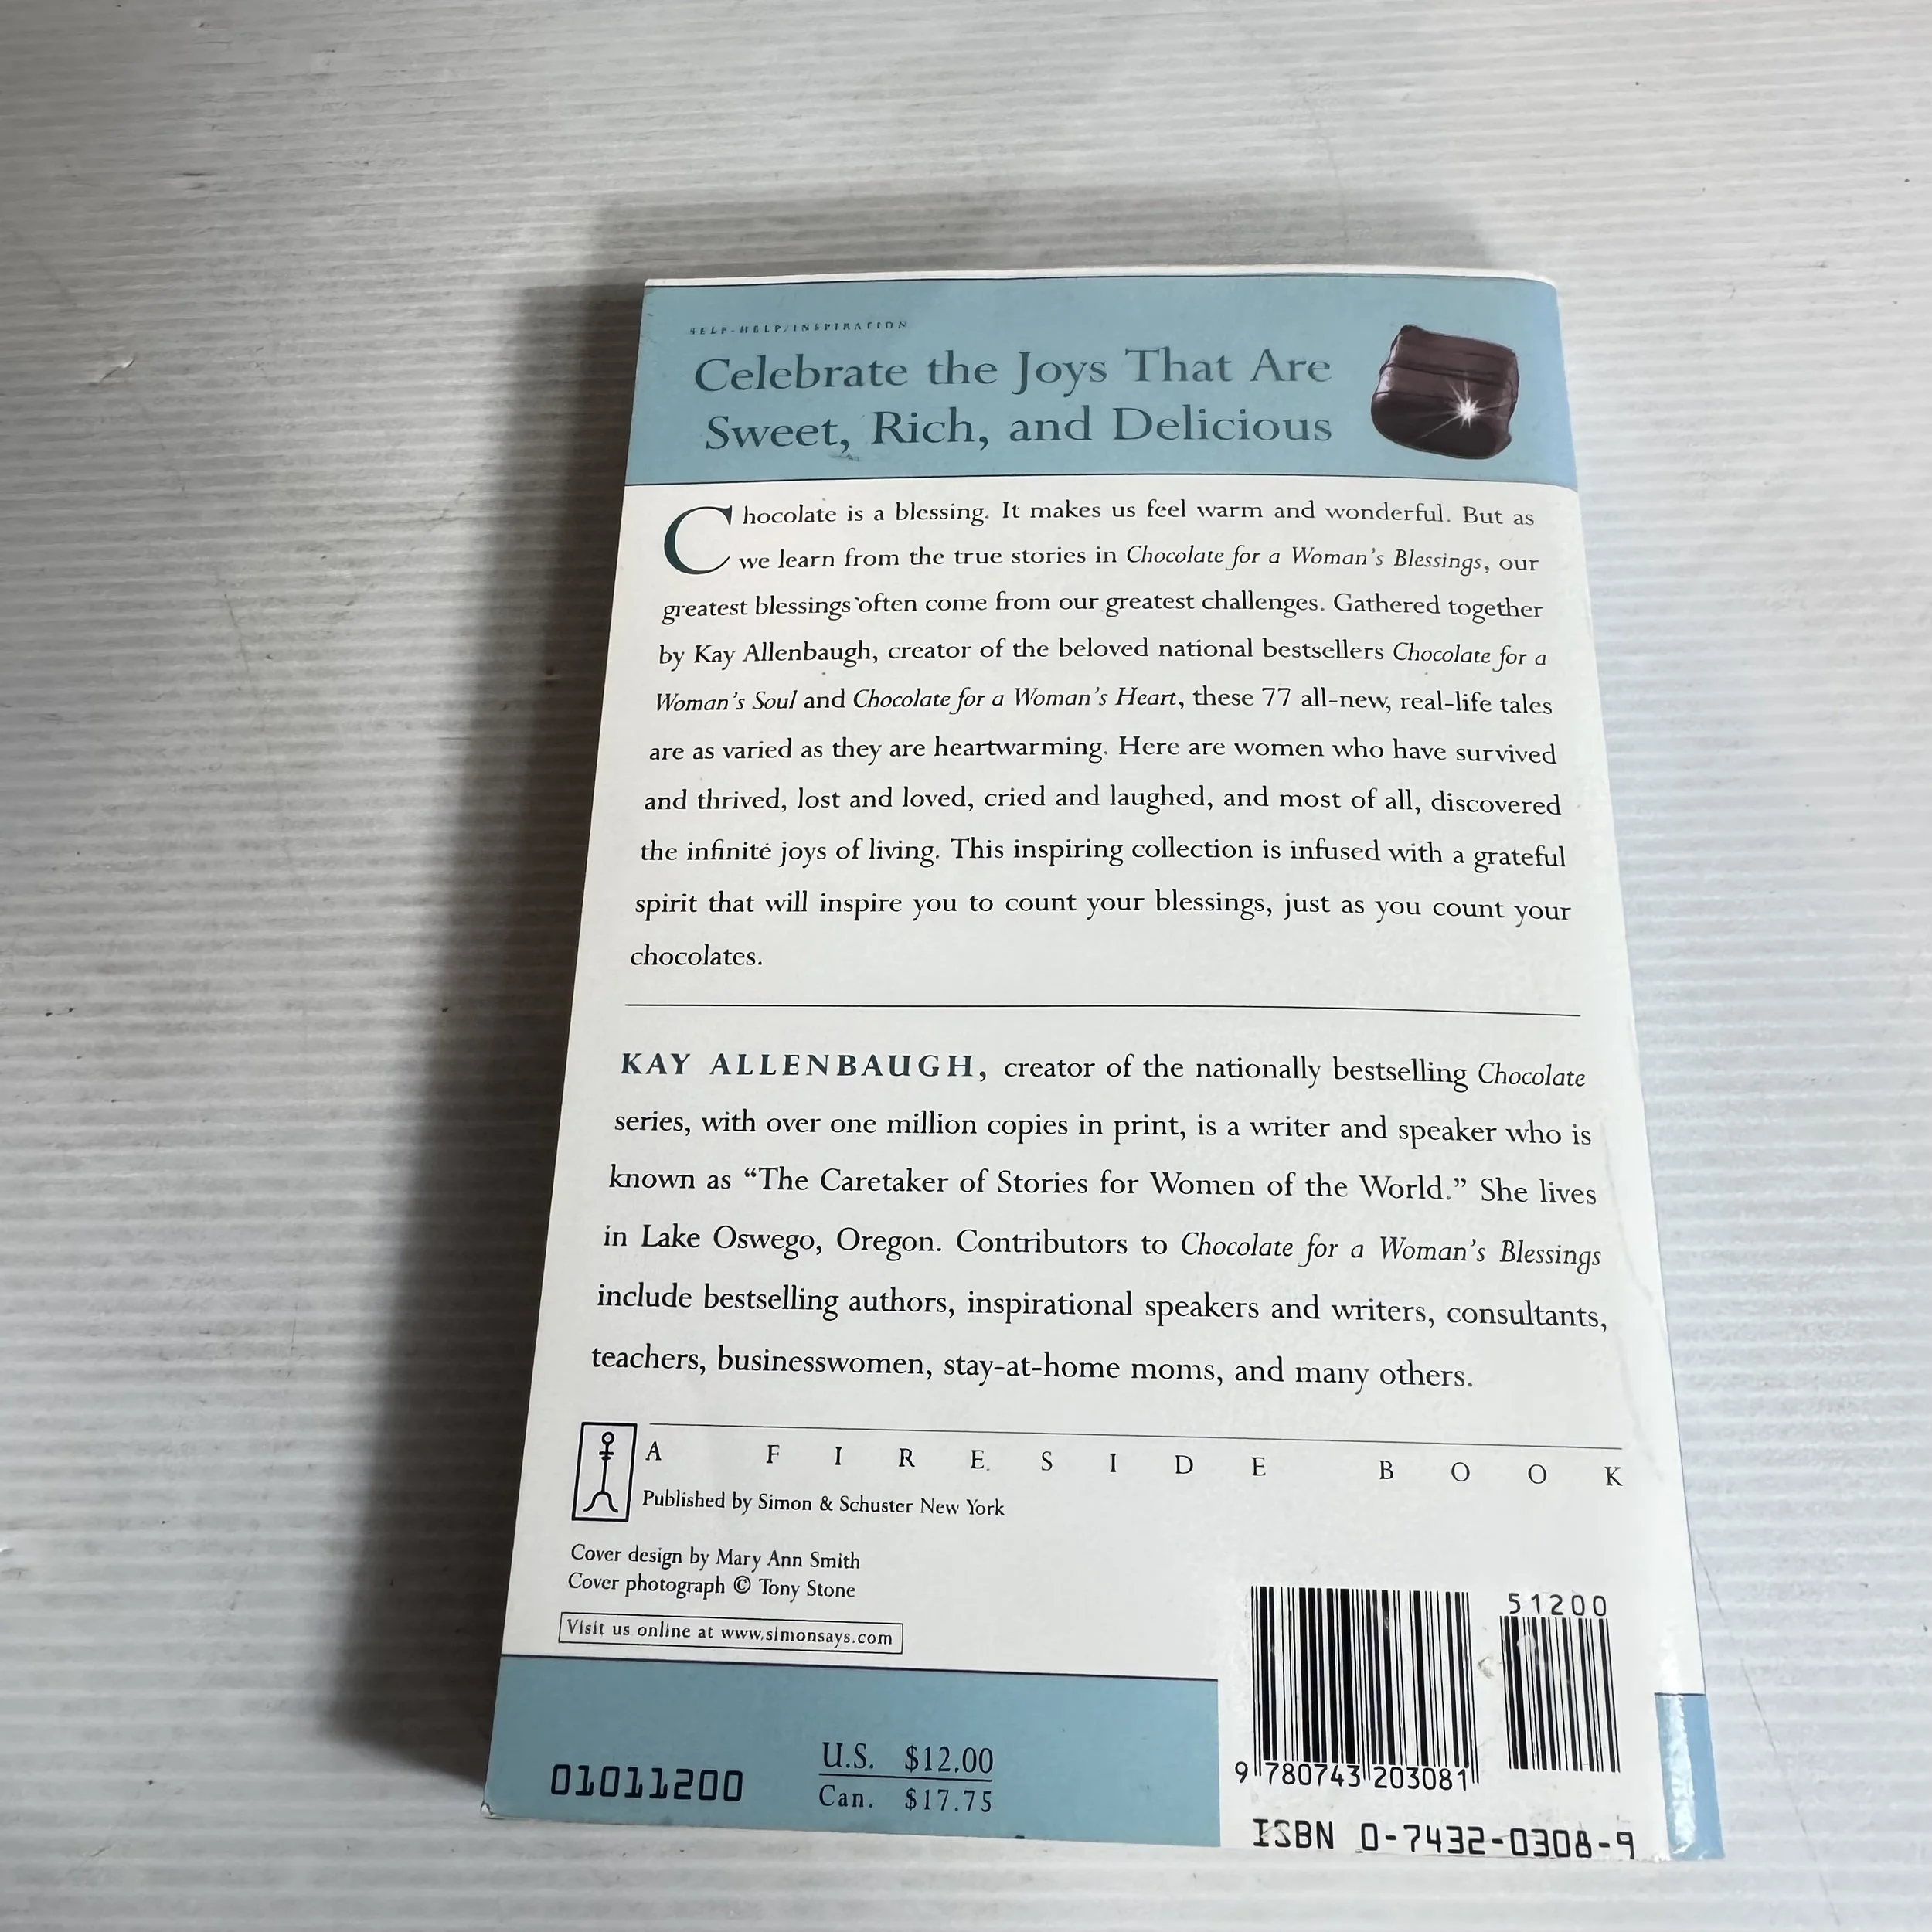 SELF-HELP/INSPIRATION
Celebrate the Joys That Are
Sweet, Rich, and Delicious
Chocolate is a blessing. It makes us feel warm and wonderful. But as
we learn from the true stories in Chocolate for a Woman's Blessings, our
greatest blessings often come from our greatest challenges. Gathered together
by Kay Allenbaugh, creator of the beloved national bestsellers Chocolate for a
Woman's Soul and Chocolate for a Woman's Heart, these 77 all-new, real-life tales
are as varied as they are heartwarming. Here are women who have survived
and thrived, lost and loved, cried and laughed, and most of all, discovered
the infinite joys of living. This inspiring collection is infused with a grateful
spirit that will inspire you to count your blessings, just as you count your
chocolates.
KAY ALLENBAUGH, creator of the nationally bestselling Chocolate
series, with over one million copies in print, is a writer and speaker who is
known as “The Caretaker of Stories for Women of the World.” She lives
in Lake Oswego, Oregon. Contributors to Chocolate for a Woman's Blessings
include bestselling authors, inspirational speakers and writers, consultants,
teachers, businesswomen, stay-at-home moms, and many others.
A FIRESIDE BOOK
Published by Simon & Schuster New York
Cover design by Mary Ann Smith
Cover photograph © Tony Stone
Visit us online at www.simonsays.com
51200
9 780743 203081
ISBN 0-7432-0308-9
01011200
U.S. $12.00
Can. $17.75